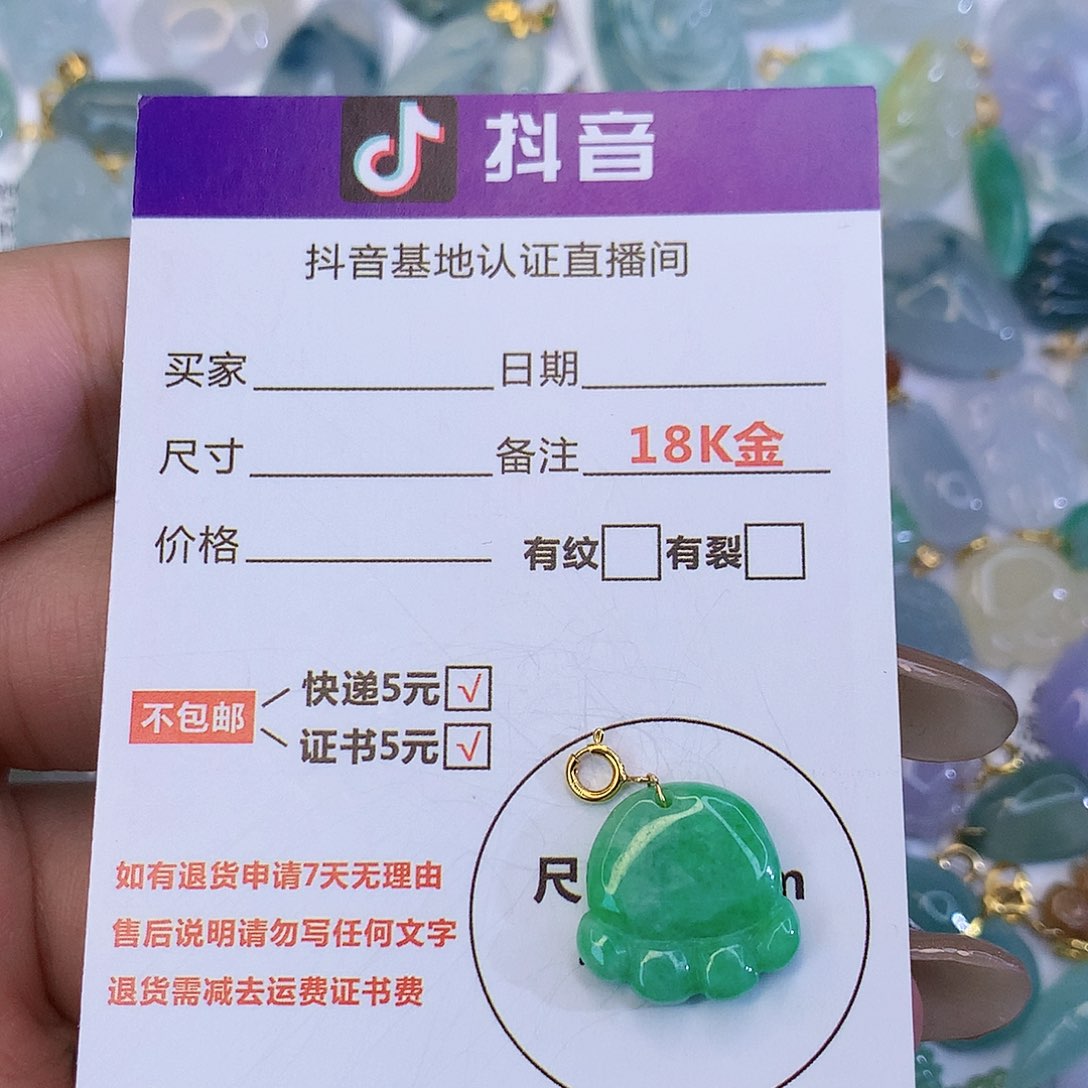 抖音
抖音基地认证直播间
买家 日期
尺寸 备注 18K金
价格 有纹 有裂
不包邮
快递5元 √
证书5元 √
如有退货申请7天无理由
售后说明请勿写任何文字
退货需减去运费证书费
尺